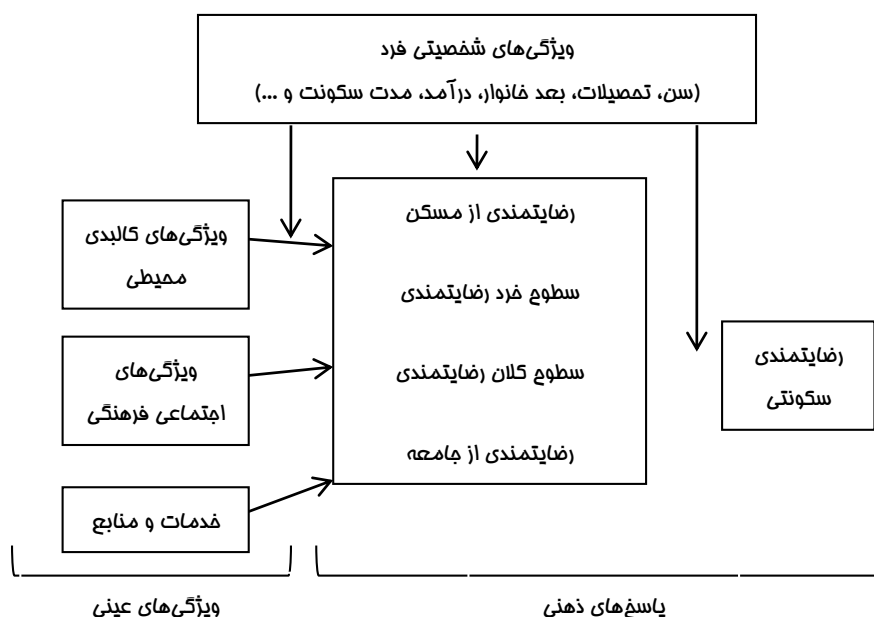 ویژگی‌های شخصیتی فرد
(سن، تحصیلات، بعد خانوار، درآمد، مدت سکونت و ...)
رضایتمندی از مسکن
سطوح خرد رضایتمندی
سطوح کلان رضایتمندی
رضایتمندی از جامعه
ویژگی‌های کالبدی
محیطی
ویژگی‌های
اجتماعی فرهنگی
خدمات و منابع
رضایتمندی
سکونتی
پاسخ‌های ذهنی
ویژگی‌های عینی